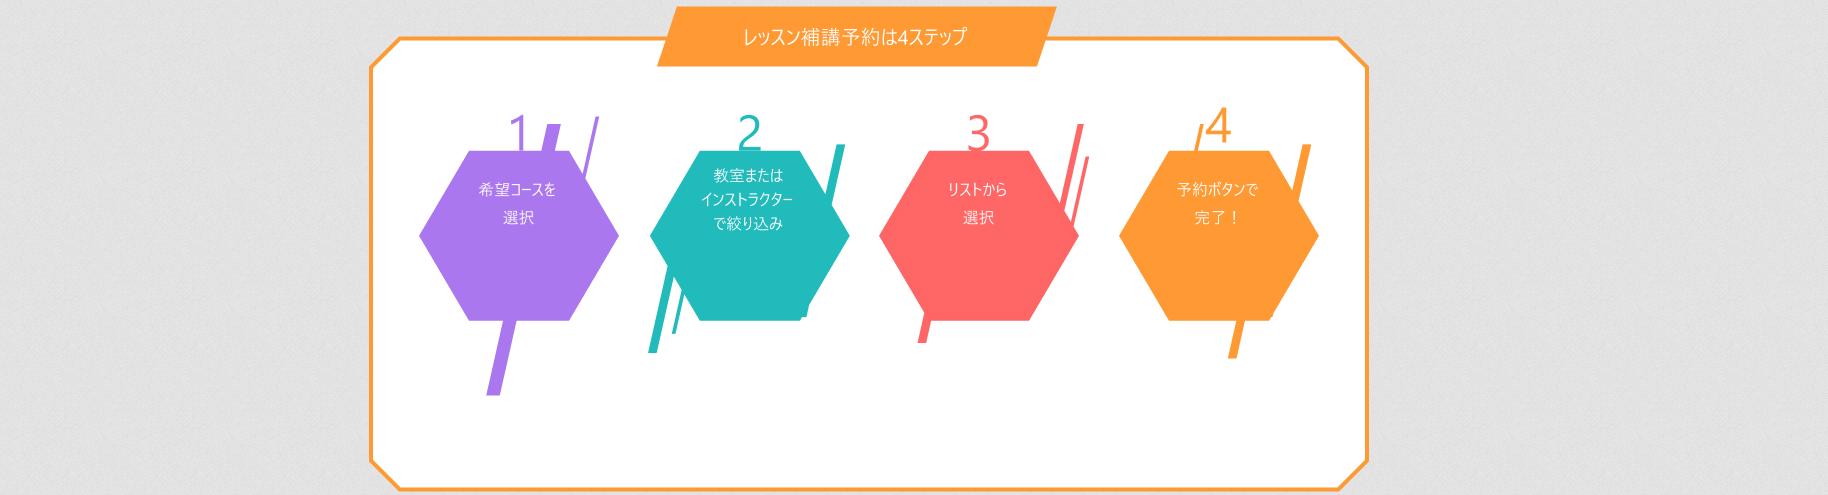 レッスン補講予約は4ステップ
1
希望コースを
選択
2
教室または
インストラクター
で絞り込み
3
リストから
選択
4
予約ボタンで
完了！